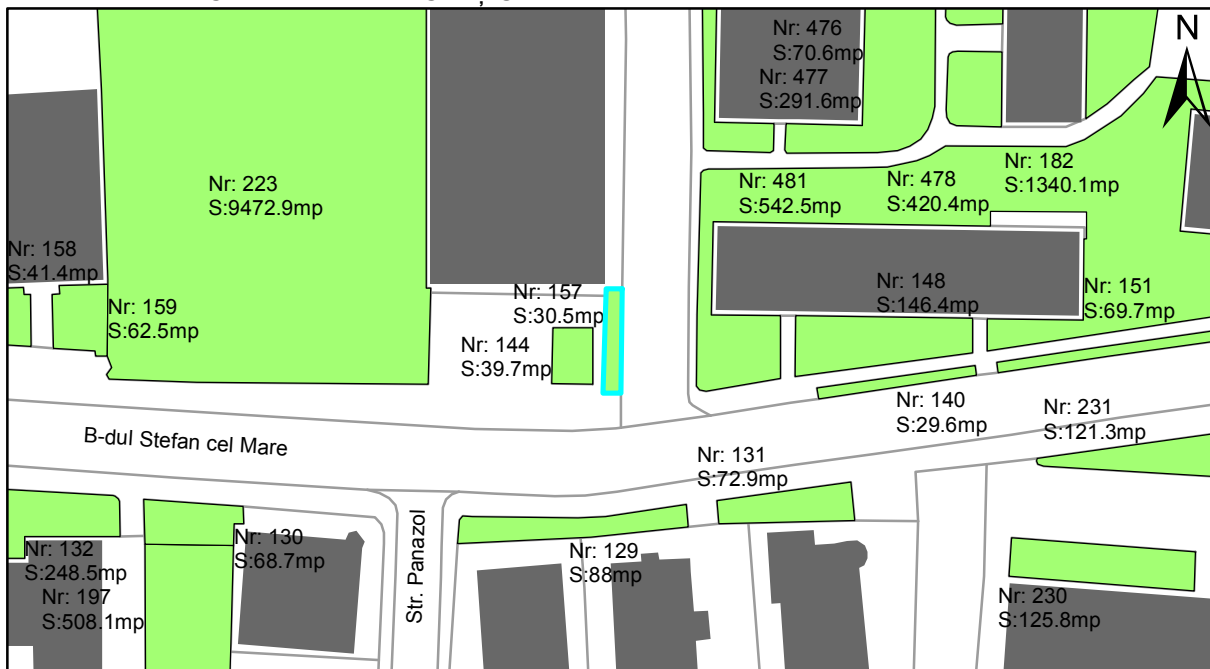 Nr: 476
S:70.6mp
Nr: 477
S:291.6mp
N
Nr: 223
S:9472.9mp
Nr: 481
S:542.5mp
Nr: 478
S:420.4mp
Nr: 182
S:1340.1mp
Nr: 158
S:41.4mp
Nr: 159
S:62.5mp
Nr: 157
S:30.5mp
Nr: 148
S:146.4mp
Nr: 151
S:69.7mp
Nr: 144
S:39.7mp
Nr: 140
S:29.6mp
Nr: 231
S:121.3mp
B-dul Stefan cel Mare
Nr: 131
S:72.9mp
Nr: 132
S:248.5mp
Nr: 197
S:508.1mp
Nr: 130
S:68.7mp
Str. Panazol
Nr: 129
S:88mp
Nr: 230
S:125.8mp